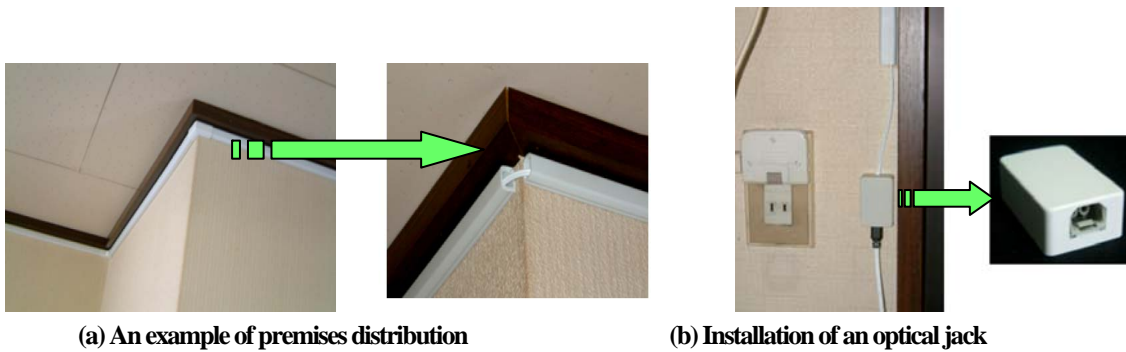 (a) An example of premises distribution
(b) Installation of an optical jack